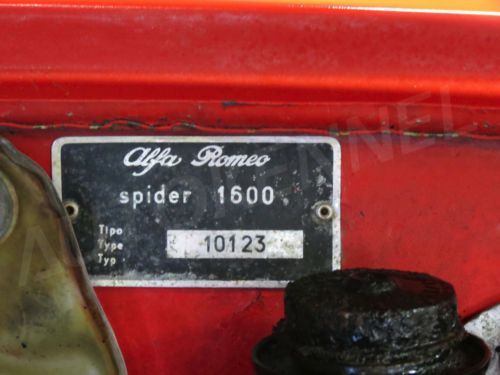 Alfa Romeo
spider 1600
Tipo
Type 10123
Typ